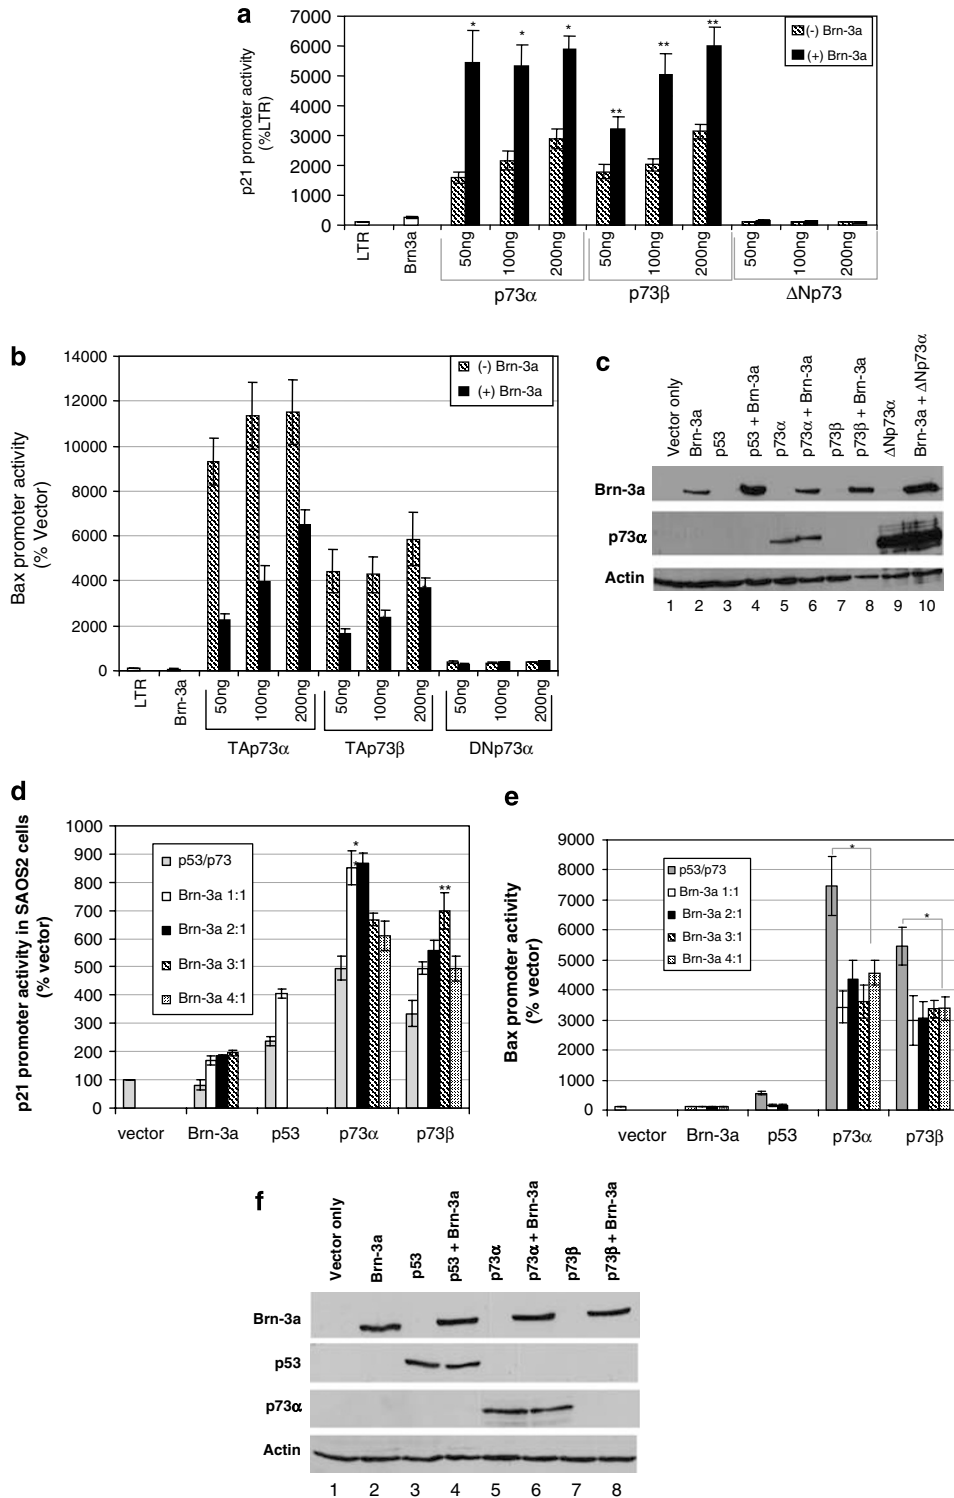 a
p21 promoter activity
(%LTR)
7000
6000
5000
4000
3000
2000
1000
0
(-) Brn-3a
(+) Brn-3a
*
*
*
**
**
**
LTR
Brn3a
50ng
100ng
200ng
50ng
100ng
200ng
50ng
100ng
200ng
p73α
p73β
ΔNp73
b
Bax promoter activity
(% Vector)
14000
12000
10000
8000
6000
4000
2000
0
(-) Brn-3a
(+) Brn-3a
LTR
Brn-3a
50ng
100ng
200ng
50ng
100ng
200ng
50ng
100ng
200ng
TAp73α
TAp73β
DNp73α
c
Vector only
Brn-3a
p53
p53 + Brn-3a
p73α
p73α + Brn-3a
p73β
p73β + Brn-3a
ΔNp73α
Brn-3a + ΔNp73α
Brn-3a
p73α
Actin
1 2 3 4 5 6 7 8 9 10
d
p21 promoter activity in SAOS2 cells
(% vector)
1000
900
800
700
600
500
400
300
200
100
0
p53/p73
Brn-3a 1:1
Brn-3a 2:1
Brn-3a 3:1
Brn-3a 4:1
*
*
**
vector Brn-3a p53 p73α p73β
e
Bax promoter activity
(% vector)
9000
8000
7000
6000
5000
4000
3000
2000
1000
0
p53/p73
Brn-3a 1:1
Brn-3a 2:1
Brn-3a 3:1
Brn-3a 4:1
*
*
vector Brn-3a p53 p73α p73β
f
Vector only
Brn-3a
p53
p53 + Brn-3a
p73α
p73α + Brn-3a
p73β
p73β + Brn-3a
Brn-3a
p53
p73α
Actin
1 2 3 4 5 6 7 8